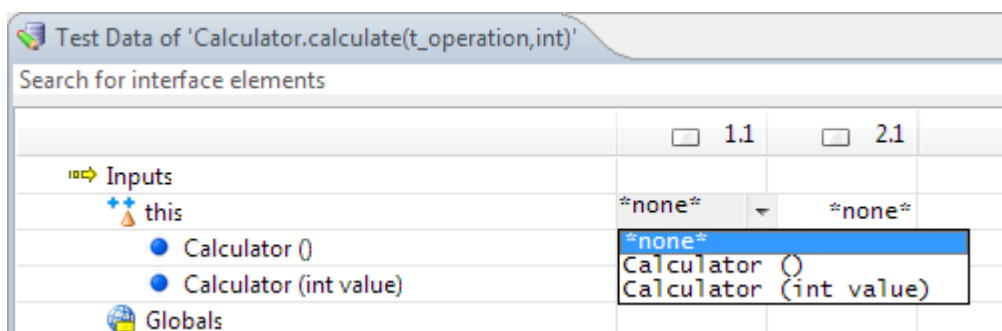 Test Data of 'Calculator.calculate(t_operation,int)'
Search for interface elements
1.1 2.1
Inputs
this *none* *none*
Calculator () *none*
Calculator ()
Calculator (int value) Calculator (int value)
Globals